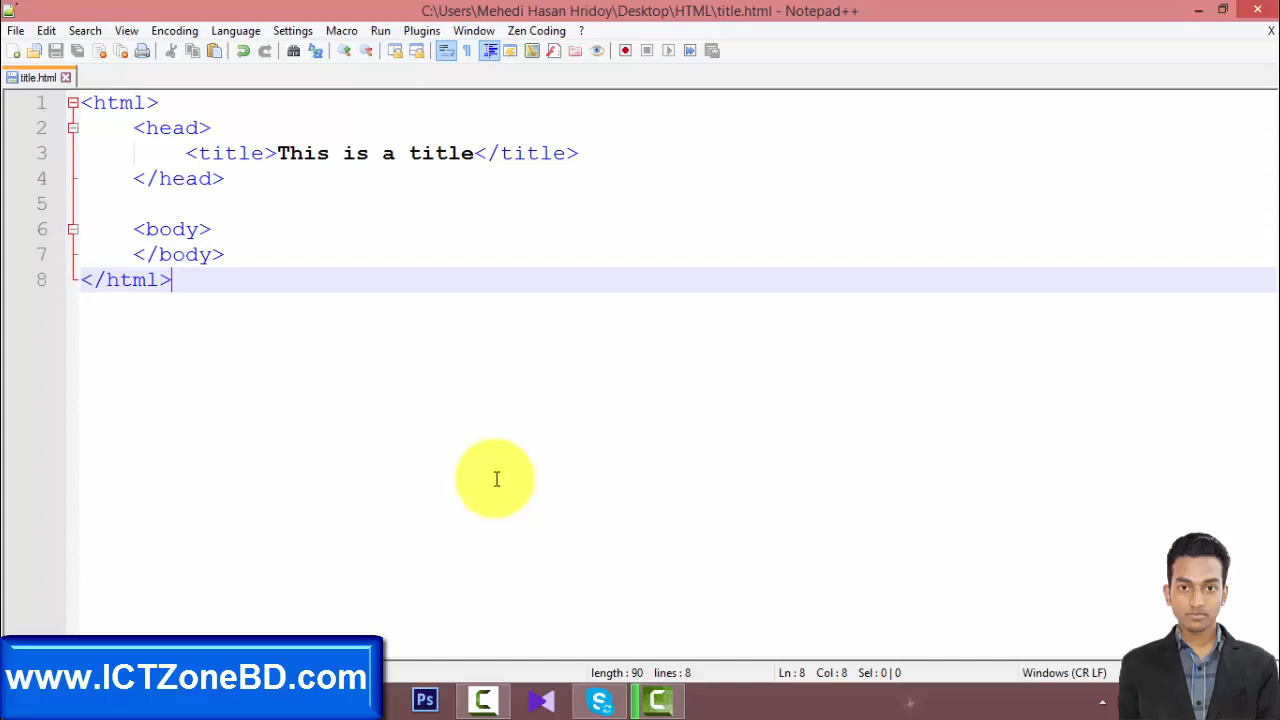 C:\Users\Mehedi Hasan Hridoy\Desktop\HTML\title.html - Notepad++
File Edit Search View Encoding Language Settings Macro Run Plugins Window Zen Coding ? X
title.html
1 <html>
2 <head>
3 <title>This is a title</title>
4 </head>
5
6 <body>
7 </body>
8 </html>
www.ICTZoneBD.com
length : 90 lines : 8 Ln : 8 Col : 8 Sel : 0 | 0 Windows (CR LF)
Ps